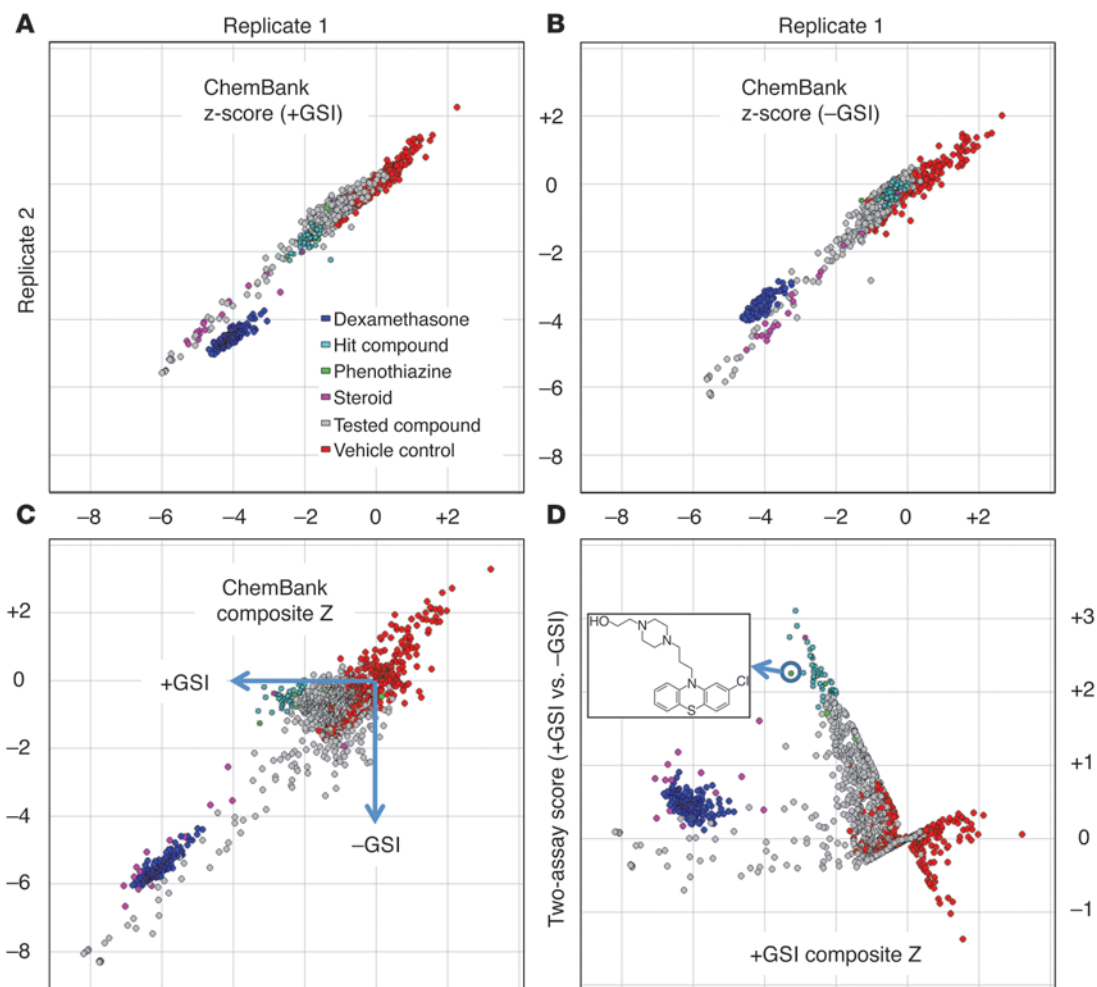 A
Replicate 1
B
Replicate 1
ChemBank
z-score (+GSI)
ChemBank
z-score (–GSI)
+2
0
–2
–4
–6
–8
Replicate 2
Dexamethasone
Hit compound
Phenothiazine
Steroid
Tested compound
Vehicle control
C
–8
–6
–4
–2
0
+2
D
–8
–6
–4
–2
0
+2
ChemBank
composite Z
+2
0
–2
–4
–6
–8
+GSI
–GSI
Two-assay score (+GSI vs. –GSI)
HO
N
N
N
Cl
S
+3
+2
+1
0
–1
+GSI composite Z